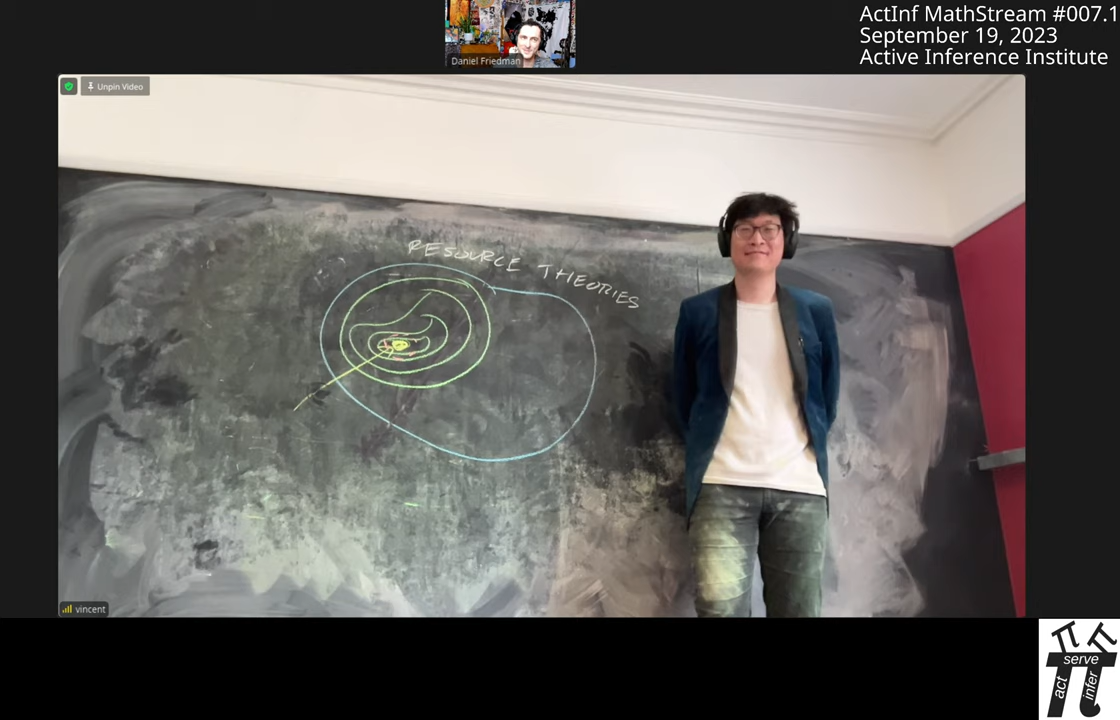 ActInf MathStream #007.1
September 19, 2023
Active Inference Institute
Daniel Friedman
Unpin Video
RESOURCE THEORIES
vincent
π π
serve
act π infer